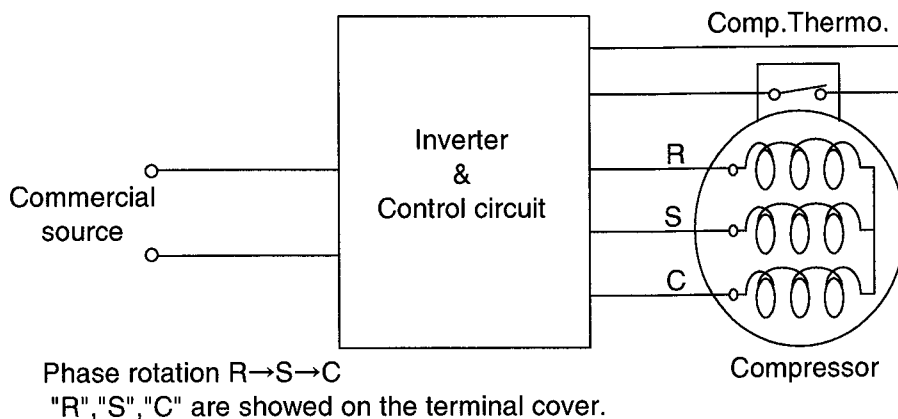 Comp.Thermo.
Inverter
&
Control circuit
Commercial
source
R
S
C
Compressor
Phase rotation R→S→C
"R","S","C" are showed on the terminal cover.